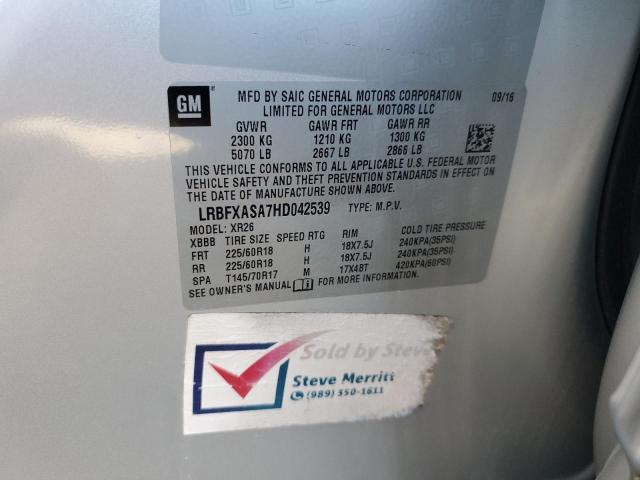 GM
MFD BY SAIC GENERAL MOTORS CORPORATION 09/16
LIMITED FOR GENERAL MOTORS LLC
GVWR GAWR FRT GAWR RR
2300 KG 1210 KG 1300 KG
5070 LB 2667 LB 2866 LB
THIS VEHICLE CONFORMS TO ALL APPLICABLE U.S. FEDERAL MOTOR
VEHICLE SAFETY AND THEFT PREVENTION STANDARDS IN EFFECT ON
THE DATE OF MANUFACTURE SHOWN ABOVE.
LRBFXASA7HD042539 TYPE: M.P.V.
MODEL: XR26
XBBB TIRE SIZE SPEED RTG RIM COLD TIRE PRESSURE
FRT 225/60R18 H 18X7.5J 240KPA(35PSI)
RR 225/60R18 H 18X7.5J 240KPA(35PSI)
SPA T145/70R17 M 17X4BT 420KPA(60PSI)
SEE OWNER'S MANUAL FOR MORE INFORMATION.
Sold by Steve
Steve Merritt
(989) 350-1611